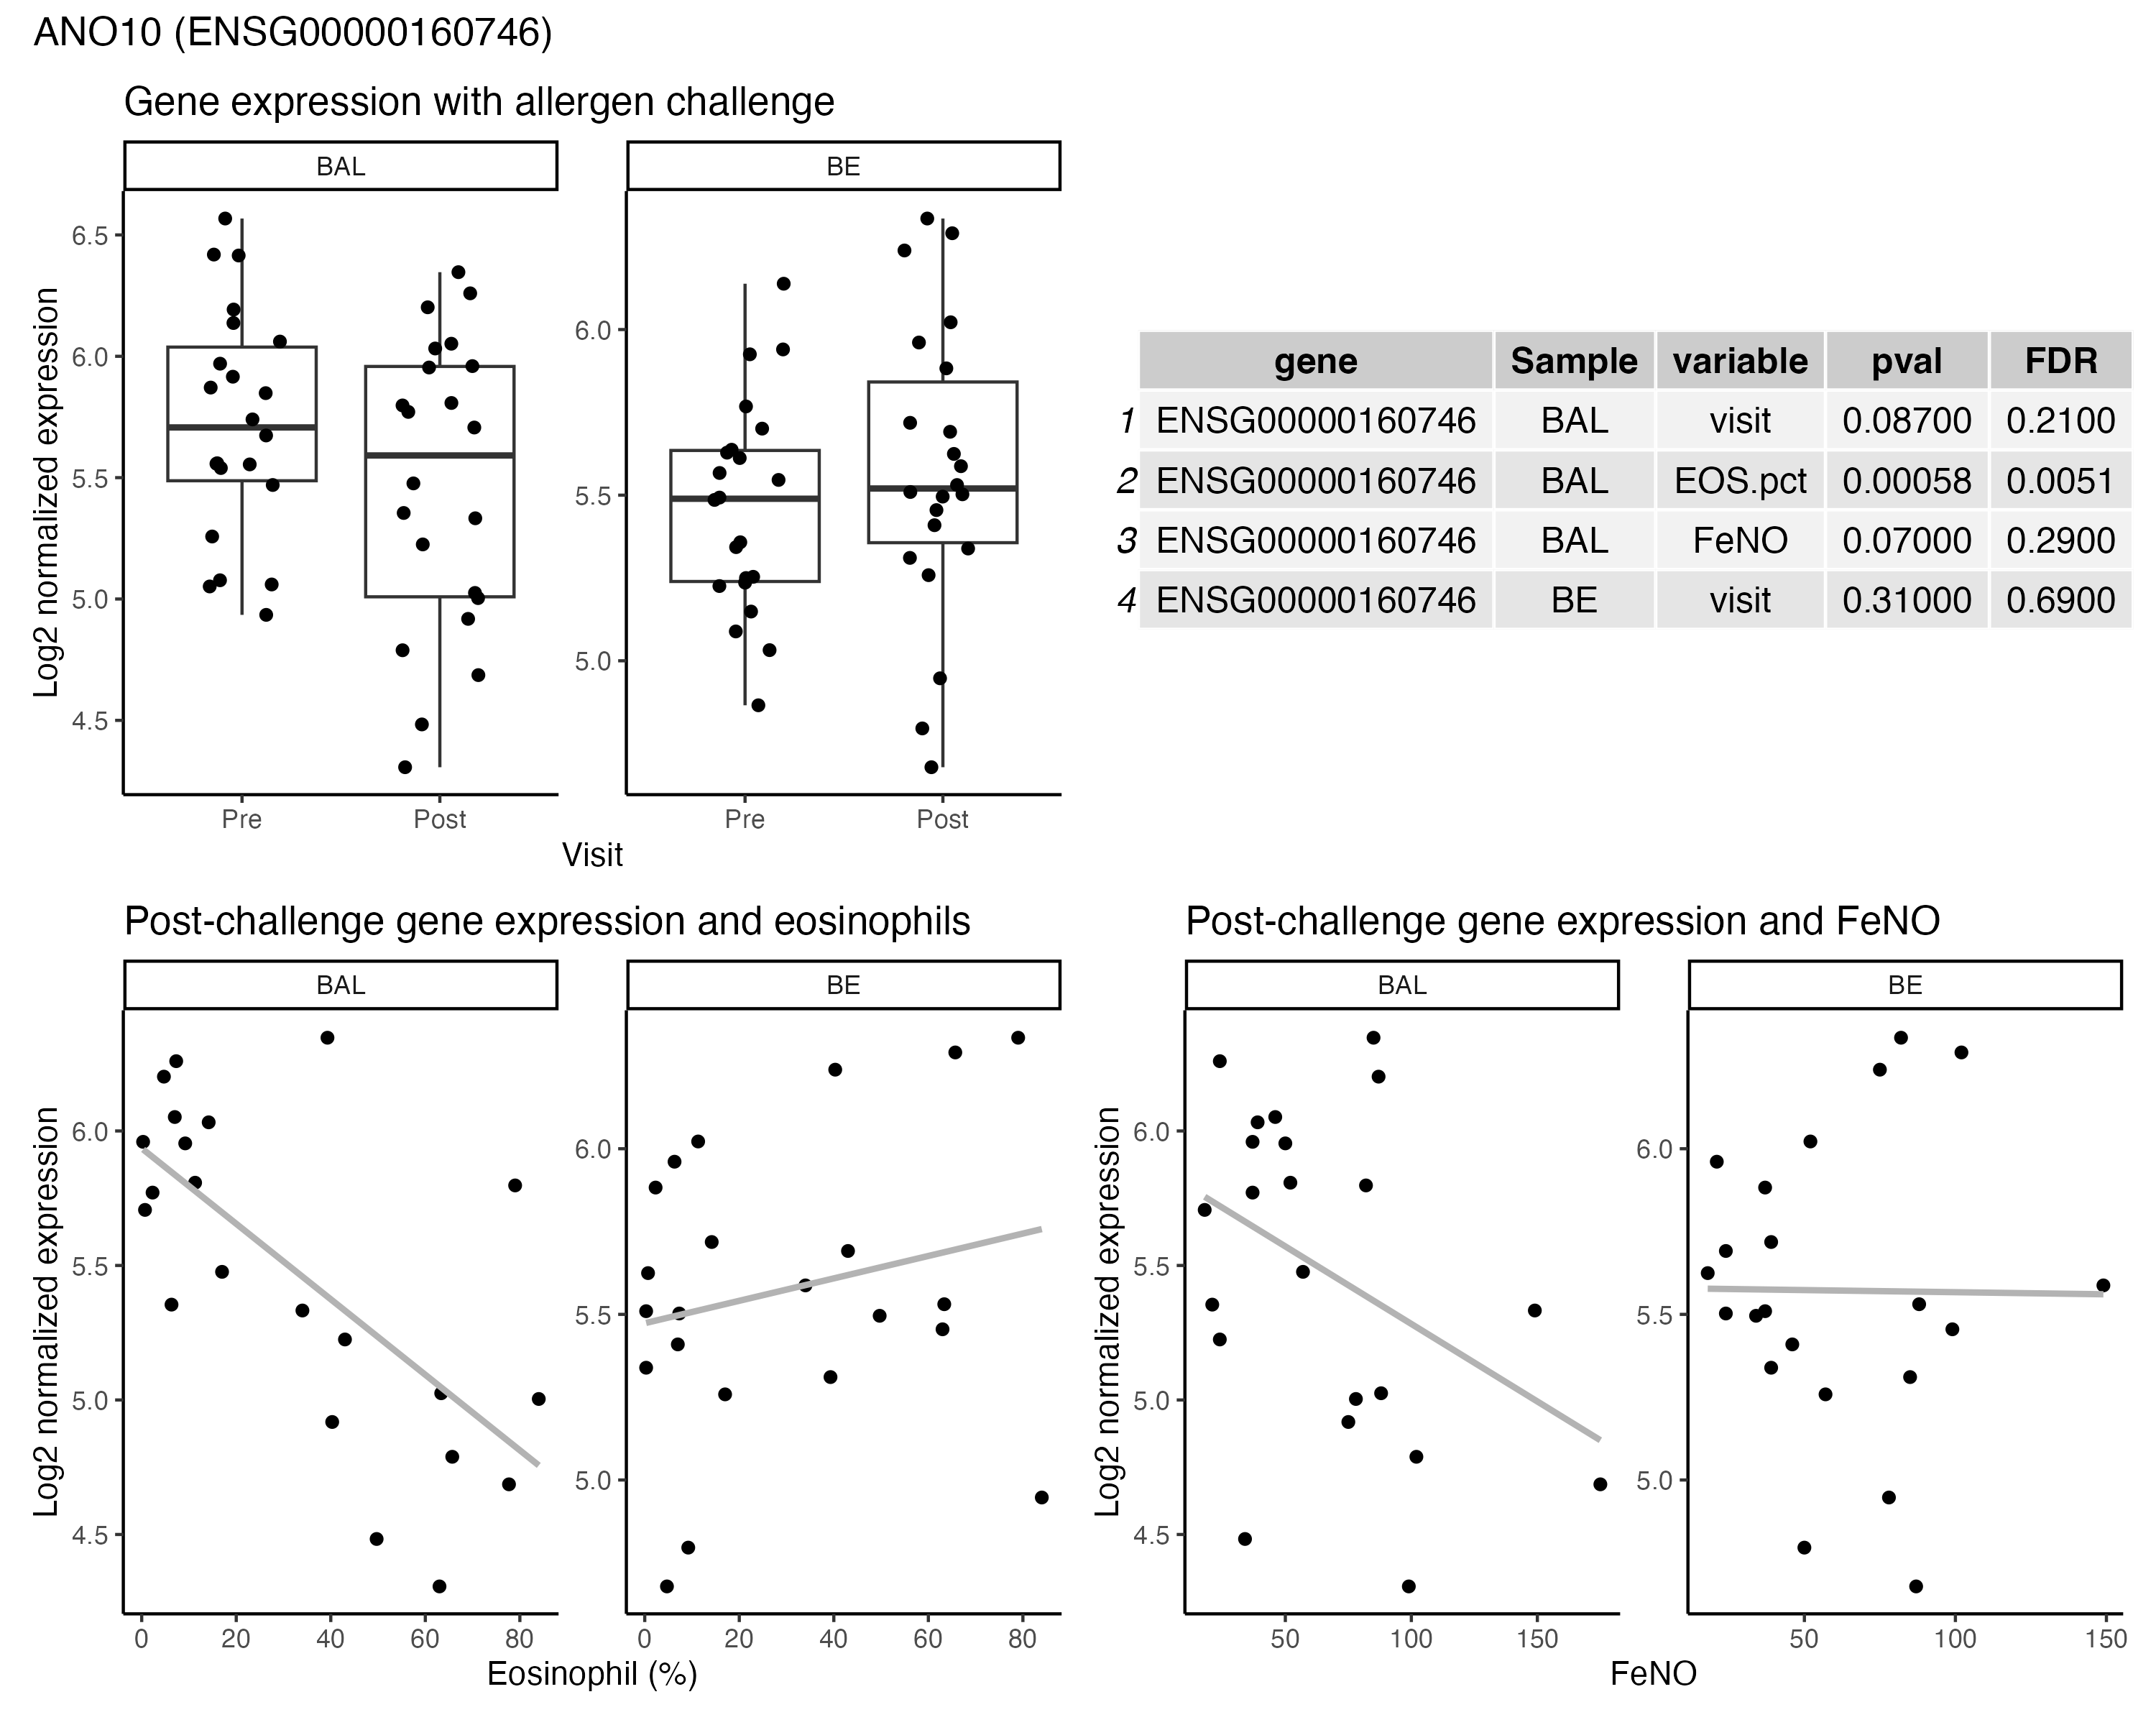 ANO10 (ENSG00000160746)
Gene expression with allergen challenge
BAL
BE
Log2 normalized expression
6.5
6.0
5.5
5.0
4.5
6.0
5.5
5.0
Pre
Post
Pre
Post
Visit
gene Sample variable pval FDR
1 ENSG00000160746 BAL visit 0.08700 0.2100
2 ENSG00000160746 BAL EOS.pct 0.00058 0.0051
3 ENSG00000160746 BAL FeNO 0.07000 0.2900
4 ENSG00000160746 BE visit 0.31000 0.6900
Post-challenge gene expression and eosinophils
BAL
BE
Log2 normalized expression
6.0
5.5
5.0
4.5
6.0
5.5
5.0
0 20 40 60 80
0 20 40 60 80
Eosinophil (%)
Post-challenge gene expression and FeNO
BAL
BE
Log2 normalized expression
6.0
5.5
5.0
4.5
6.0
5.5
5.0
50 100 150
50 100 150
FeNO